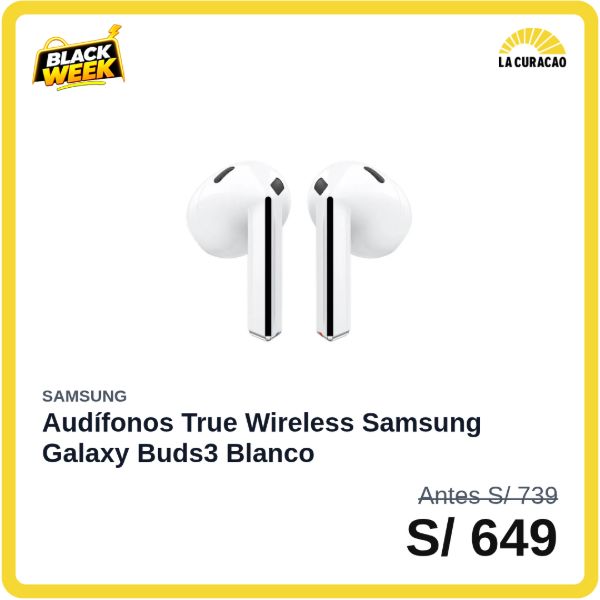 BLACK
WEEK
LA CURACAO
SAMSUNG
Audífonos True Wireless Samsung
Galaxy Buds3 Blanco
Antes S/ 739
S/ 649